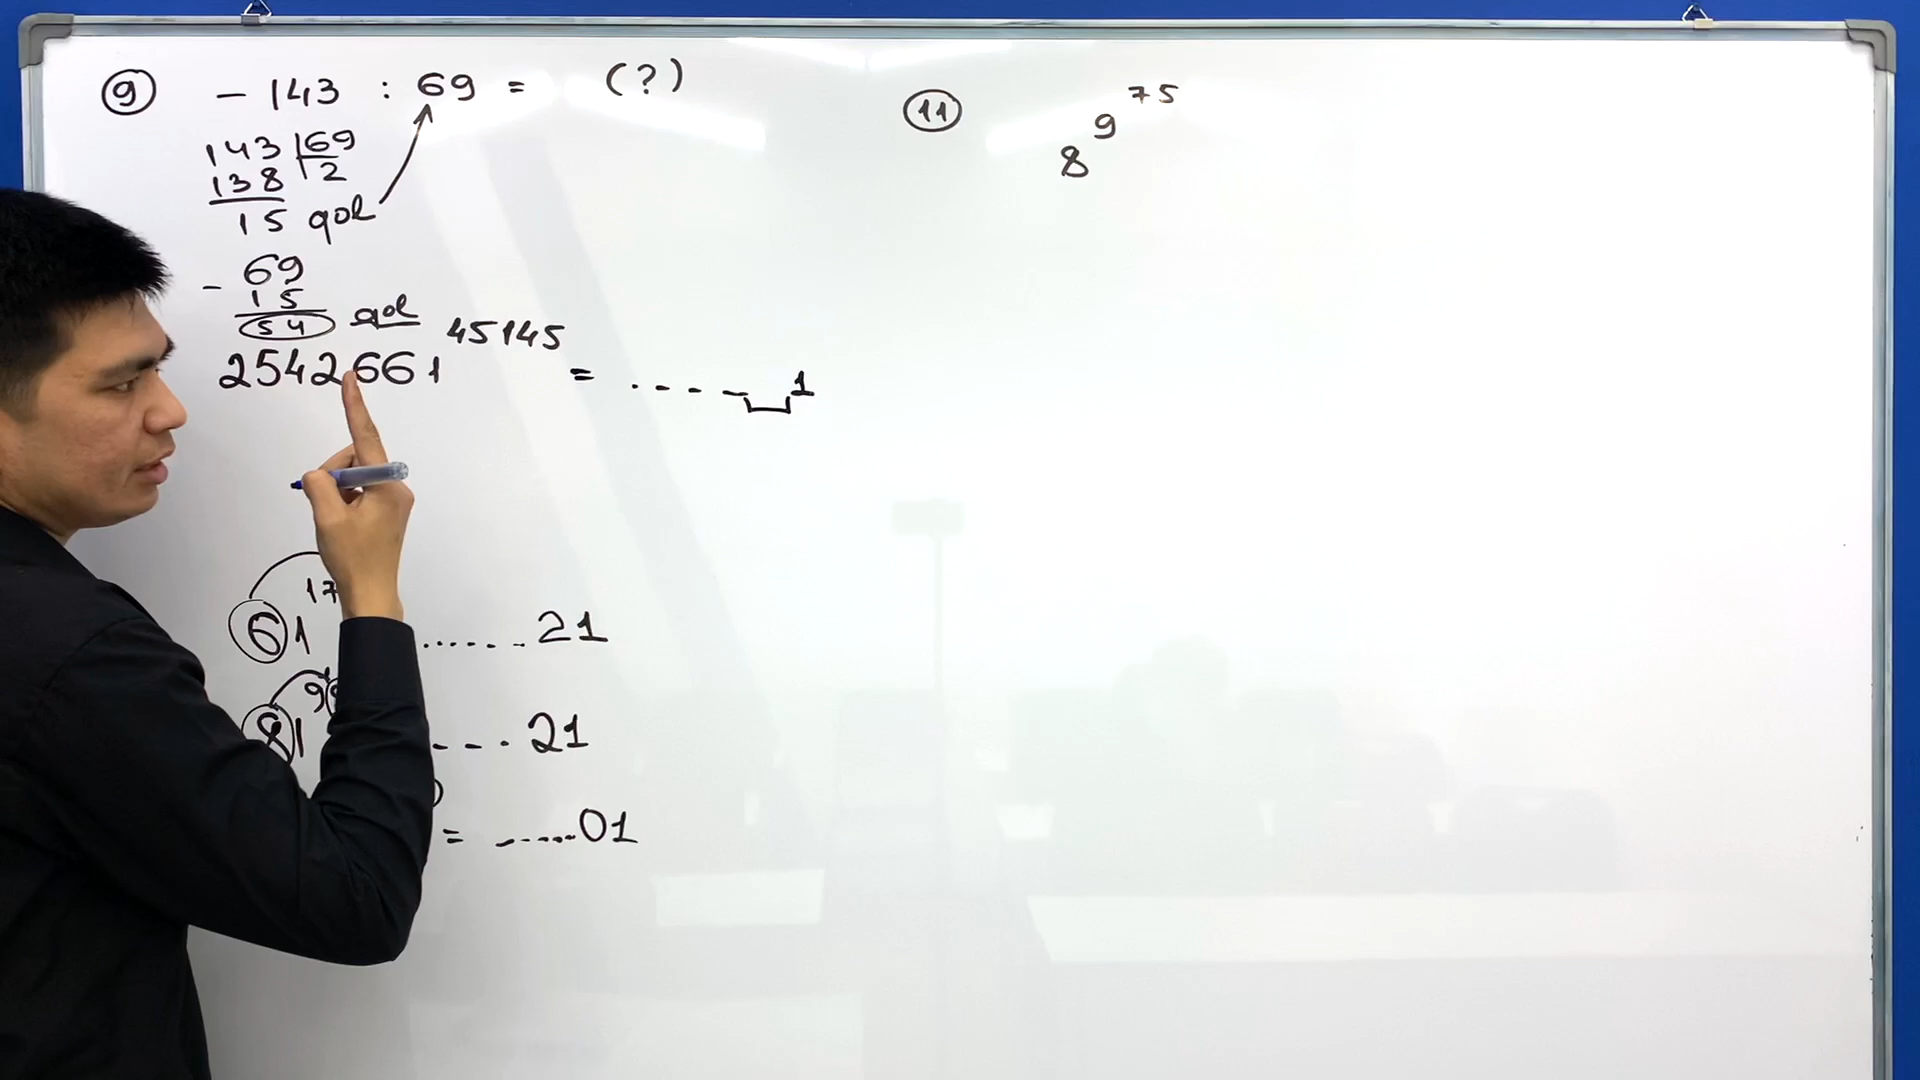 9 - 143 : 69 = (?)
143 | 69
138 2
15 qol
- 69
15
54 qol
2542661 45145 = . - - - 1
61 17 ...... 21
81 9 - - - 21
= ...... 01
11 8 9 75